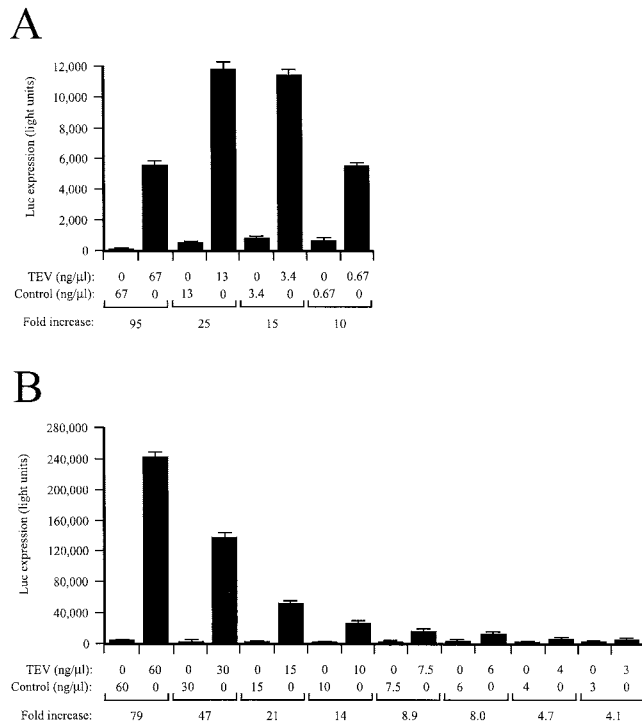 A
Luc expression (light units)
12,000
10,000
8,000
6,000
4,000
2,000
0
TEV (ng/µl): 0 67 0 13 0 3.4 0 0.67
Control (ng/µl): 67 0 13 0 3.4 0 0.67 0
Fold increase: 95 25 15 10
B
Luc expression (light units)
280,000
240,000
200,000
160,000
120,000
80,000
40,000
0
TEV (ng/µl): 0 60 0 30 0 15 0 10 0 7.5 0 6 0 4 0 3
Control (ng/µl): 60 0 30 0 15 0 10 0 7.5 0 6 0 4 0 3 0
Fold increase: 79 47 21 14 8.9 8.0 4.7 4.1